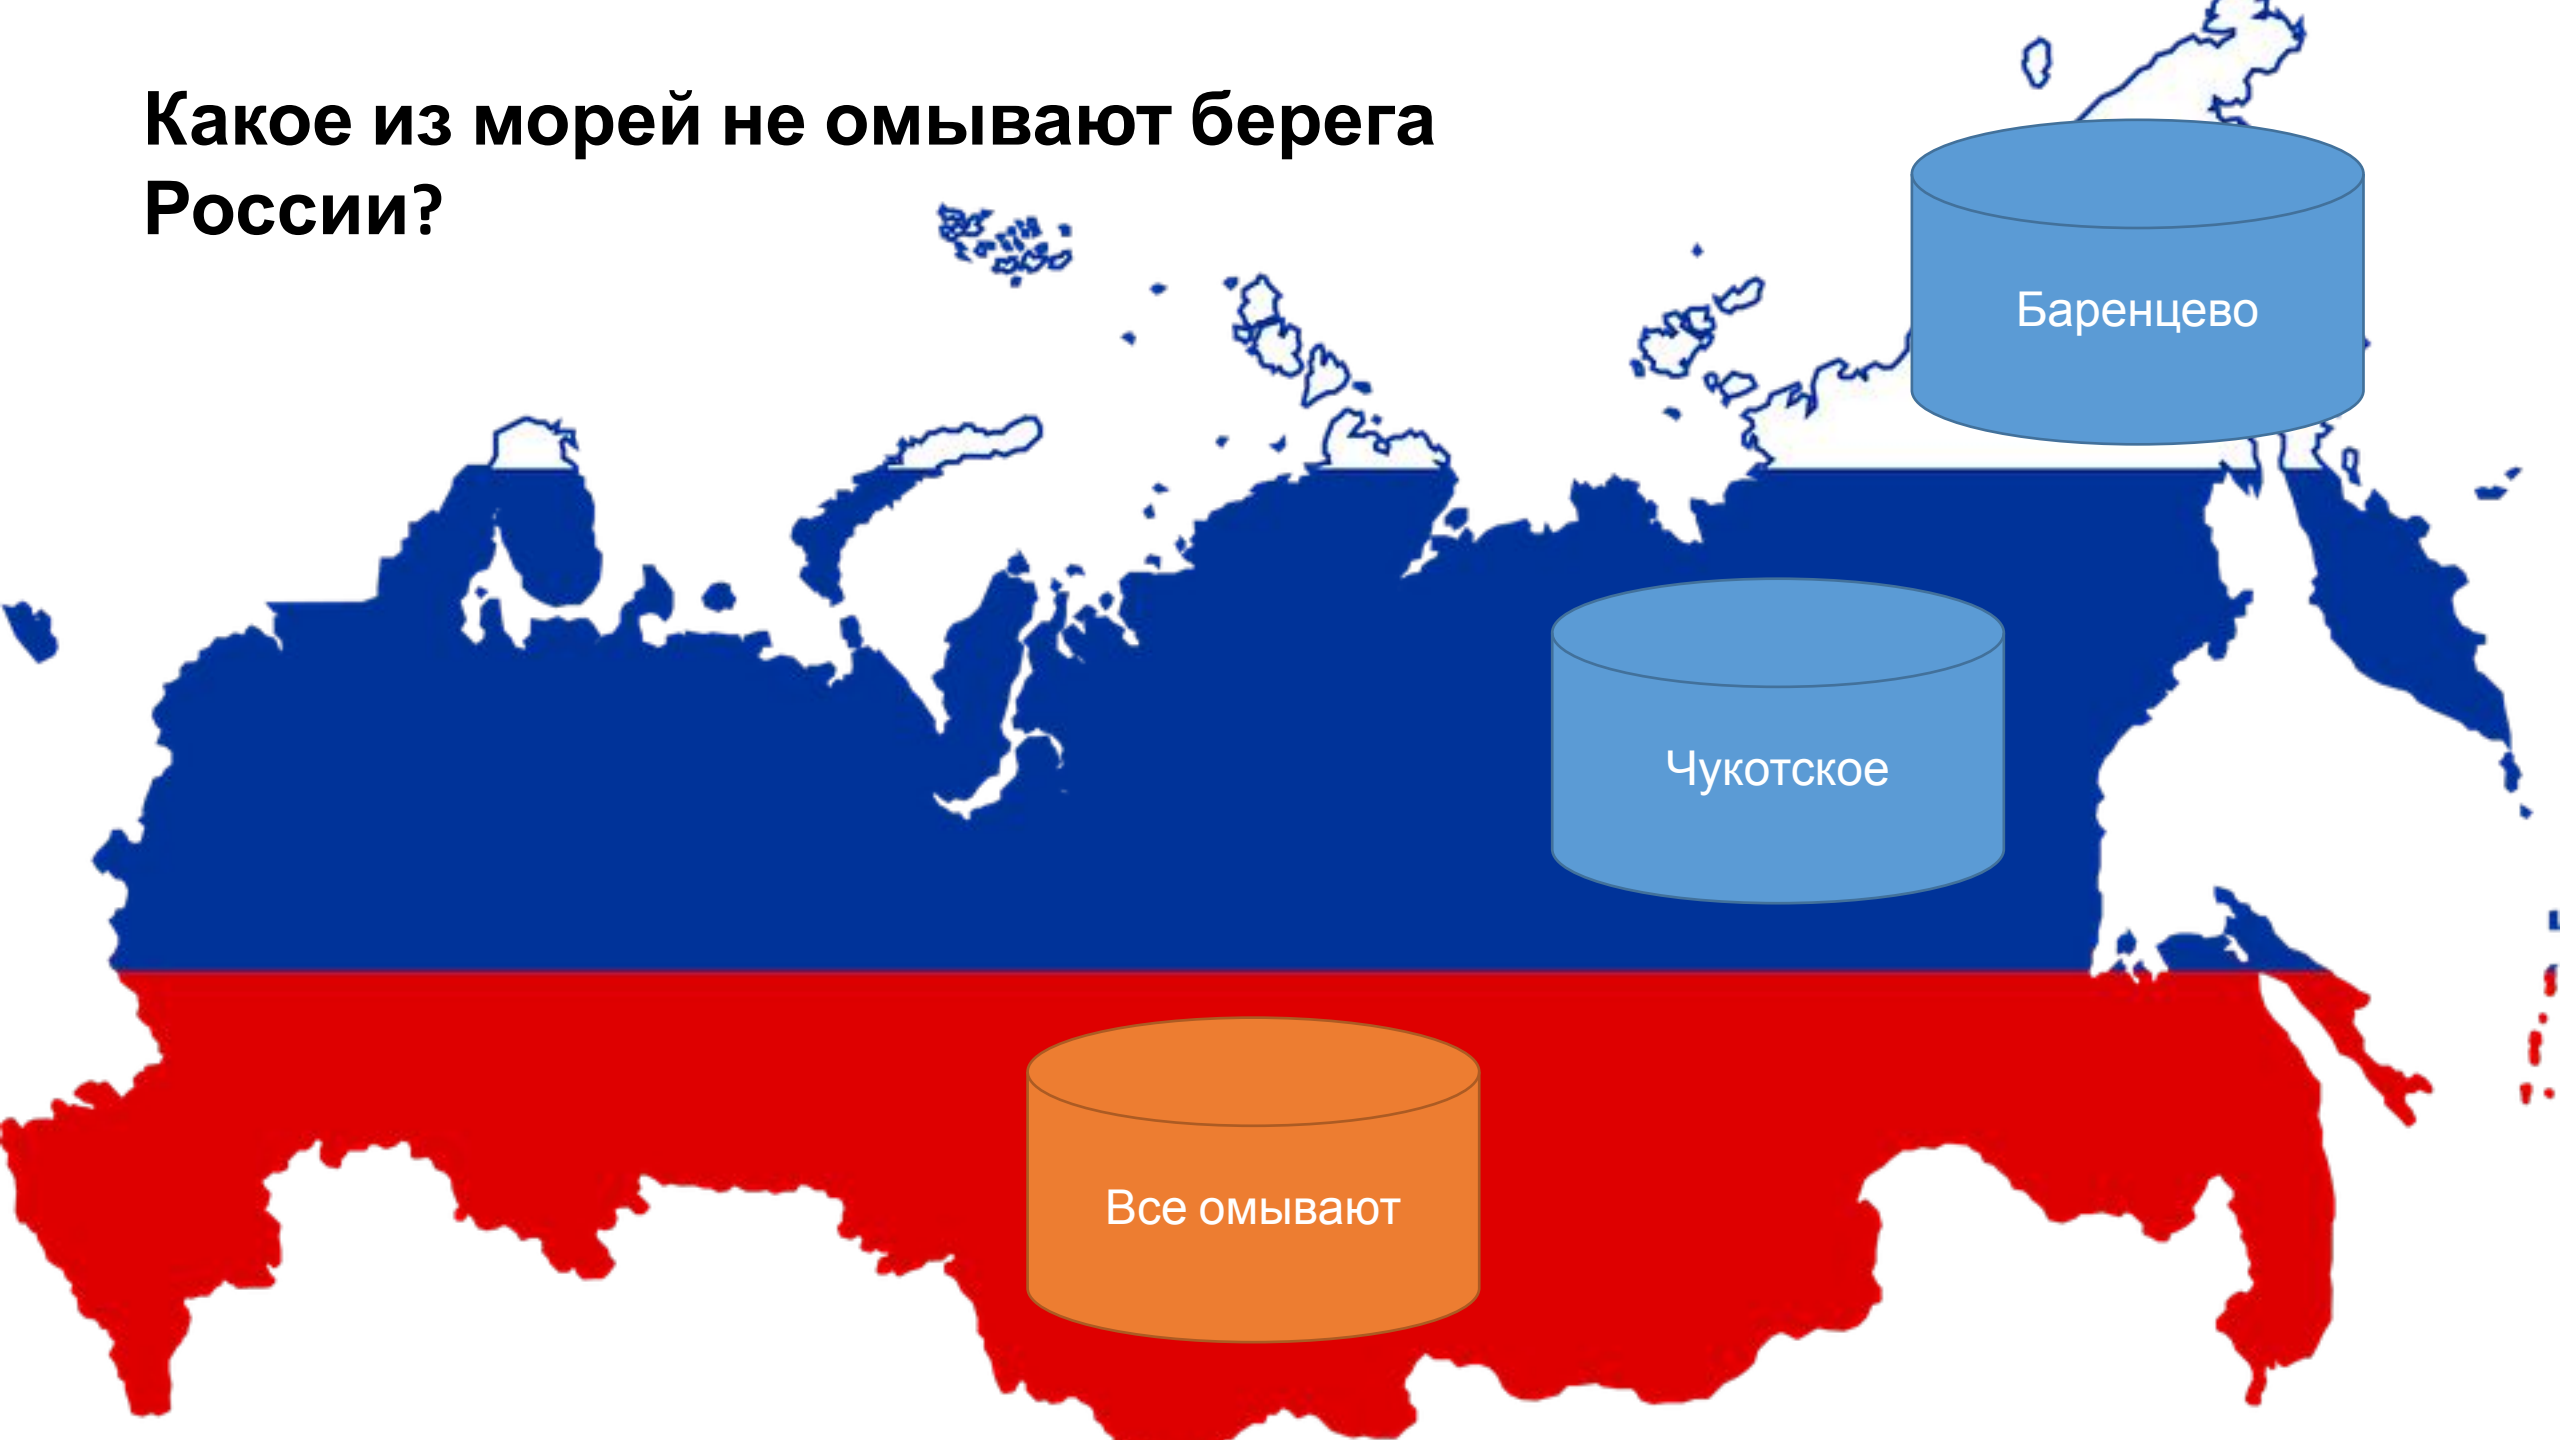 Какое из морей не омывают берега
России?
Баренцево
Чукотское
Все омывают